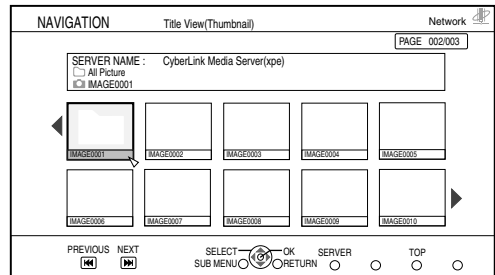 NAVIGATION Title View(Thumbnail) Network
PAGE 002/003
SERVER NAME : CyberLink Media Server(xpe)
All Picture
IMAGE0001
IMAGE0001 IMAGE0002 IMAGE0003 IMAGE0004 IMAGE0005
IMAGE0006 IMAGE0007 IMAGE0008 IMAGE0009 IMAGE0010
PREVIOUS NEXT SELECT OK SERVER TOP
SUB MENU RETURN